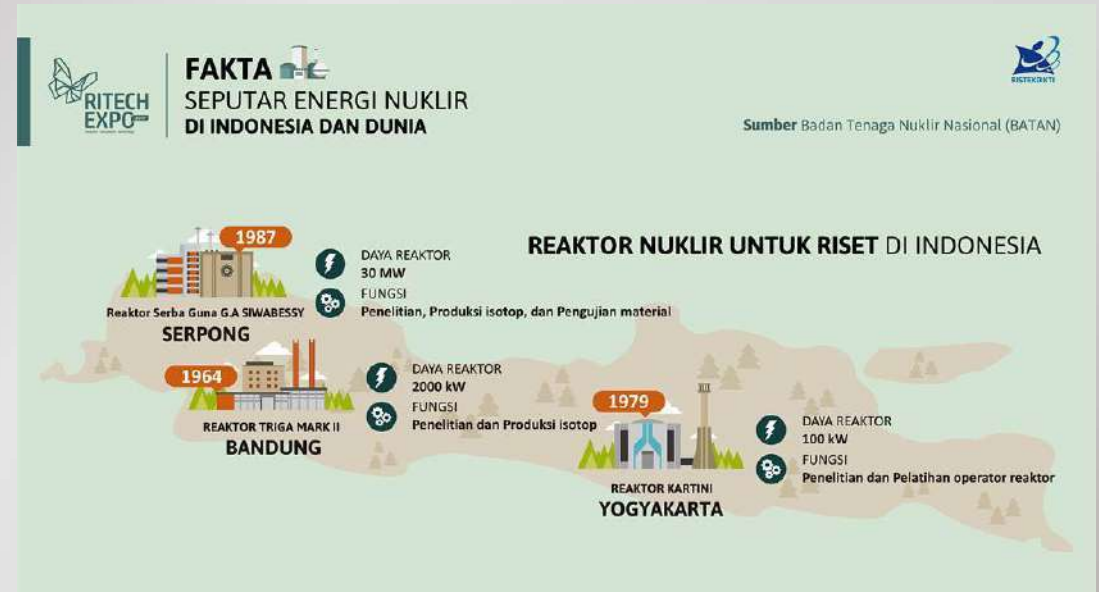 RITECH
EXPO
FAKTA
SEPUTAR ENERGI NUKLIR
DI INDONESIA DAN DUNIA
RISTEKDIKTI
Sumber Badan Tenaga Nuklir Nasional (BATAN)
REAKTOR NUKLIR UNTUK RISET DI INDONESIA
1987
DAYA REAKTOR
30 MW
FUNGSI
Penelitian, Produksi isotop, dan Pengujian material
Reaktor Serba Guna G.A SIWABESSY
SERPONG
1964
DAYA REAKTOR
2000 kW
FUNGSI
Penelitian dan Produksi isotop
REAKTOR TRIGA MARK II
BANDUNG
1979
DAYA REAKTOR
100 kW
FUNGSI
Penelitian dan Pelatihan operator reaktor
REAKTOR KARTINI
YOGYAKARTA